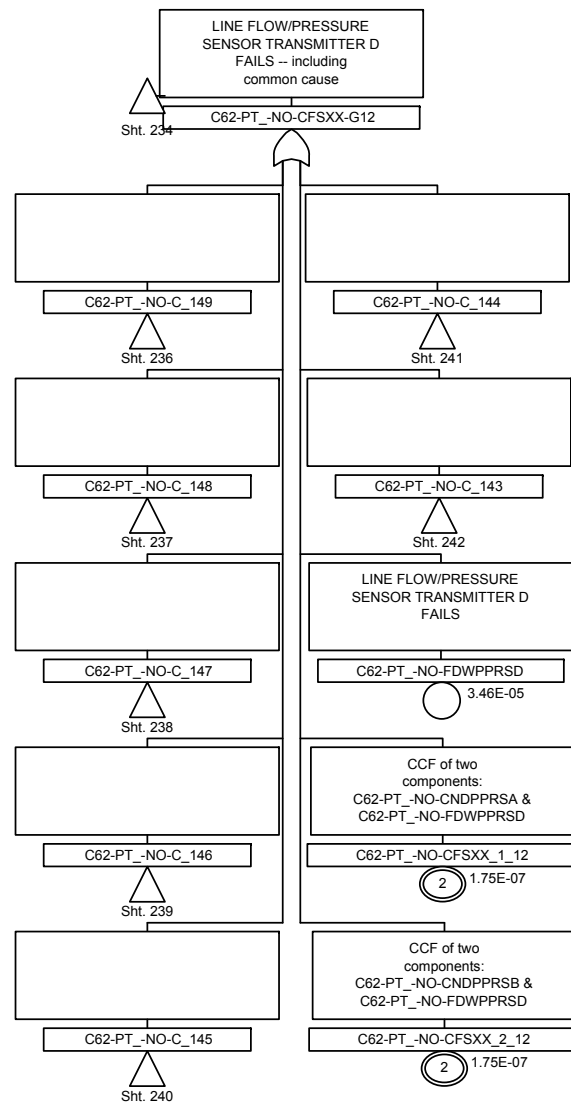 LINE FLOW/PRESSURE
SENSOR TRANSMITTER D
FAILS -- including
common cause
Sht. 234
C62-PT_-NO-CFSXX-G12
C62-PT_-NO-C_149
Sht. 236
C62-PT_-NO-C_144
Sht. 241
C62-PT_-NO-C_148
Sht. 237
C62-PT_-NO-C_143
Sht. 242
C62-PT_-NO-C_147
Sht. 238
LINE FLOW/PRESSURE
SENSOR TRANSMITTER D
FAILS
C62-PT_-NO-FDWPPRSD
3.46E-05
C62-PT_-NO-C_146
Sht. 239
CCF of two
components:
C62-PT_-NO-CNDPPRSA &
C62-PT_-NO-FDWPPRSD
C62-PT_-NO-CFSXX_1_12
2
1.75E-07
C62-PT_-NO-C_145
Sht. 240
CCF of two
components:
C62-PT_-NO-CNDPPRSB &
C62-PT_-NO-FDWPPRSD
C62-PT_-NO-CFSXX_2_12
2
1.75E-07